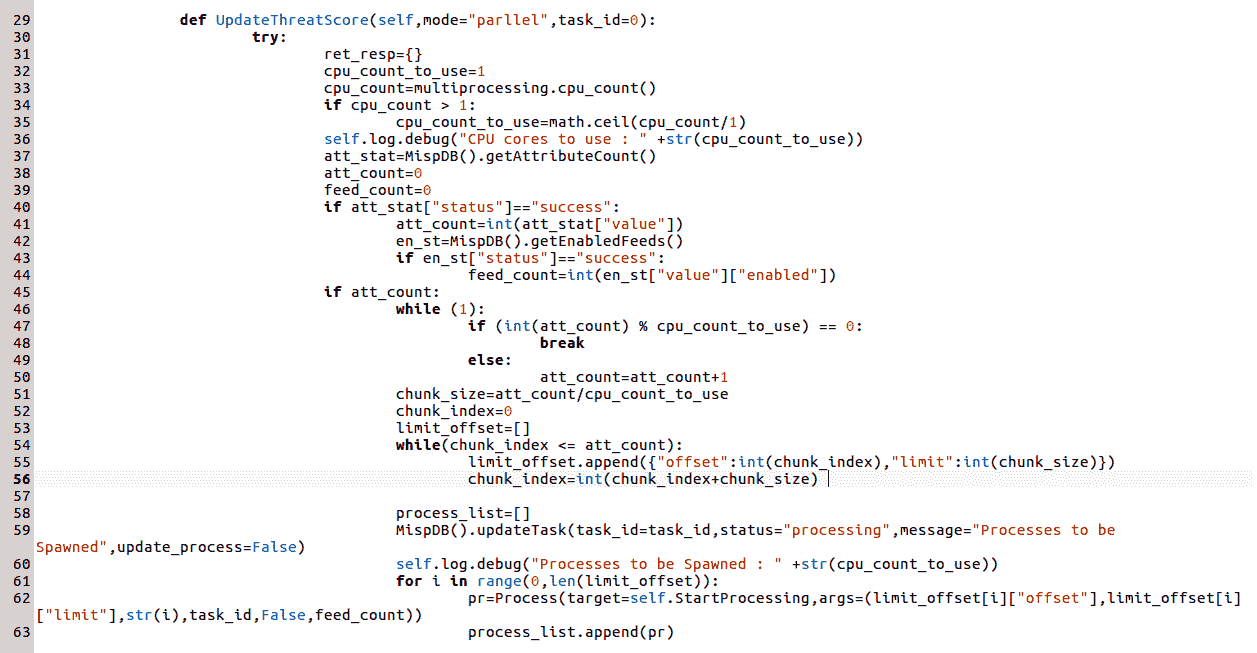 29 def UpdateThreatScore(self,mode="parllel",task_id=0):
30 try:
31 ret_resp={}
32 cpu_count_to_use=1
33 cpu_count=multiprocessing.cpu_count()
34 if cpu_count > 1:
35 cpu_count_to_use=math.ceil(cpu_count/1)
36 self.log.debug("CPU cores to use : " +str(cpu_count_to_use))
37 att_stat=MispDB().getAttributeCount()
38 att_count=0
39 feed_count=0
40 if att_stat["status"]=="success":
41 att_count=int(att_stat["value"])
42 en_st=MispDB().getEnabledFeeds()
43 if en_st["status"]=="success":
44 feed_count=int(en_st["value"]["enabled"])
45 if att_count:
46 while (1):
47 if (int(att_count) % cpu_count_to_use) == 0:
48 break
49 else:
50 att_count=att_count+1
51 chunk_size=att_count/cpu_count_to_use
52 chunk_index=0
53 limit_offset=[]
54 while(chunk_index <= att_count):
55 limit_offset.append({"offset":int(chunk_index),"limit":int(chunk_size)})
56 chunk_index=int(chunk_index+chunk_size)
57
58 process_list=[]
59 MispDB().updateTask(task_id=task_id,status="processing",message="Processes to be
Spawned",update_process=False)
60 self.log.debug("Processes to be Spawned : " +str(cpu_count_to_use))
61 for i in range(0,len(limit_offset)):
62 pr=Process(target=self.StartProcessing,args=(limit_offset[i]["offset"],limit_offset[i]
["limit"],str(i),task_id,False,feed_count))
63 process_list.append(pr)